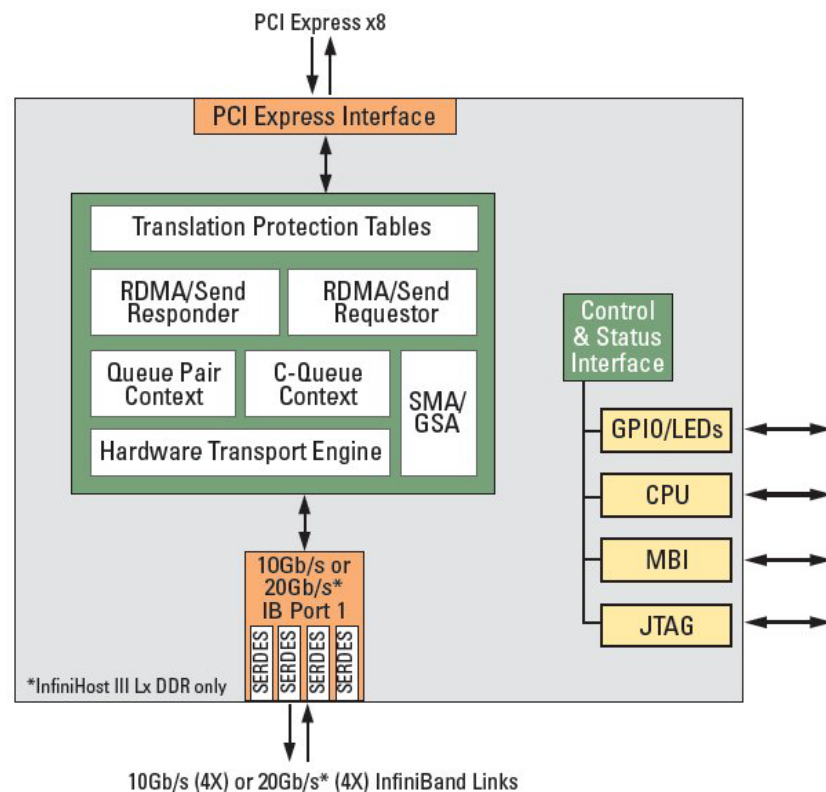 PCI Express x8
PCI Express Interface
Translation Protection Tables
RDMA/Send
Responder
RDMA/Send
Requestor
Queue Pair
Context
C-Queue
Context
SMA/
GSA
Hardware Transport Engine
Control
& Status
Interface
GPIO/LEDs
CPU
MBI
JTAG
10Gb/s or
20Gb/s*
IB Port 1
SERDES
SERDES
SERDES
SERDES
*InfiniHost III Lx DDR only
10Gb/s (4X) or 20Gb/s* (4X) InfiniBand Links